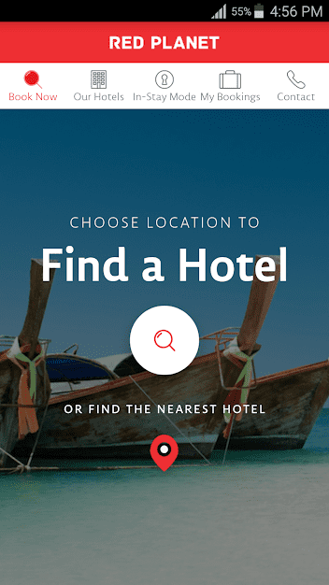 55% 4:56 PM
RED PLANET
Book Now Our Hotels In-Stay Mode My Bookings Contact
CHOOSE LOCATION TO
Find a Hotel
OR FIND THE NEAREST HOTEL